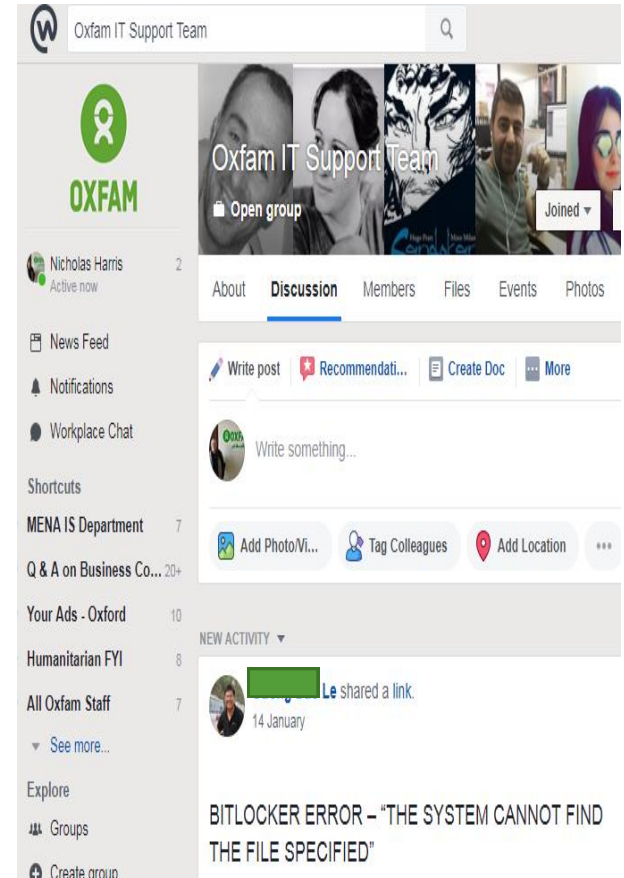 Oxfam IT Support Team
OXFAM
Nicholas Harris 2
Active now
News Feed
Notifications
Workplace Chat
Shortcuts
MENA IS Department 7
Q & A on Business Co... 20+
Your Ads - Oxford 10
Humanitarian FYI 8
All Oxfam Staff 7
See more...
Explore
Groups
Create group
Oxfam IT Support Team
Open group
Joined
About Discussion Members Files Events Photos
Write post Recommendati... Create Doc More
Write something...
Add Photo/Vi... Tag Colleagues Add Location
NEW ACTIVITY
Le shared a link.
14 January
BITLOCKER ERROR – “THE SYSTEM CANNOT FIND
THE FILE SPECIFIED”